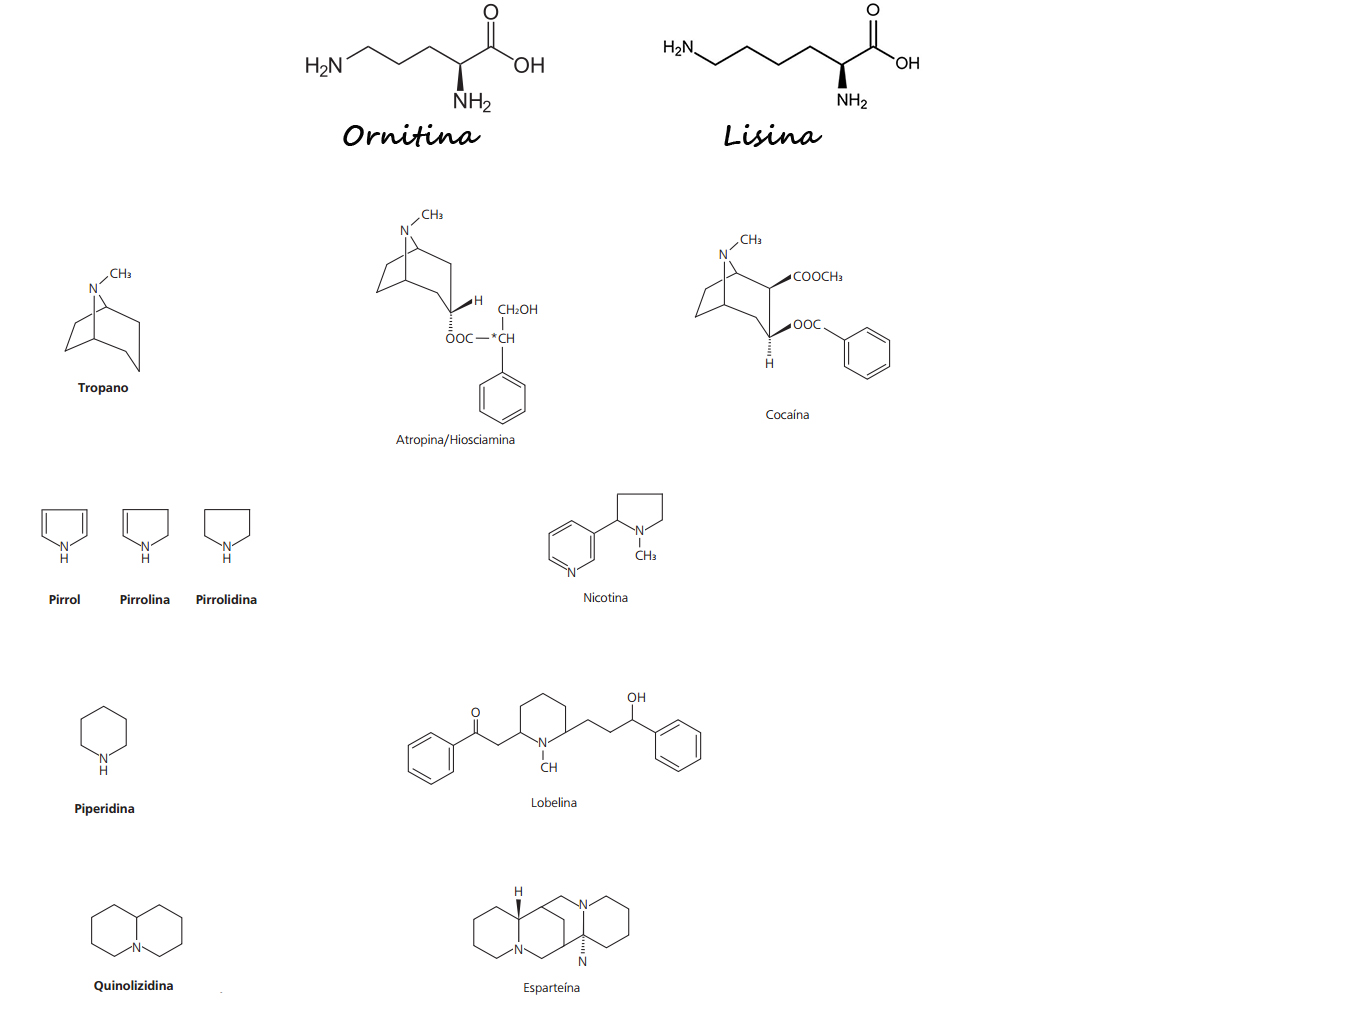 O
H₂N
OH
NH₂
Ornitina
O
H₂N
OH
NH₂
Lisina
N
CH₃
Tropano
CH₃
N
H
CH₂OH
OOC
*CH
Atropina/Hiosciamina
CH₃
N
COOCH₃
OOC
H
Cocaína
N
H
Pirrol
N
H
Pirrolina
N
H
Pirrolidina
N
N
CH₃
Nicotina
N
H
Piperidina
O
N
CH
OH
Lobelina
N
Quinolizidina
H
N
N
N
Esparteína